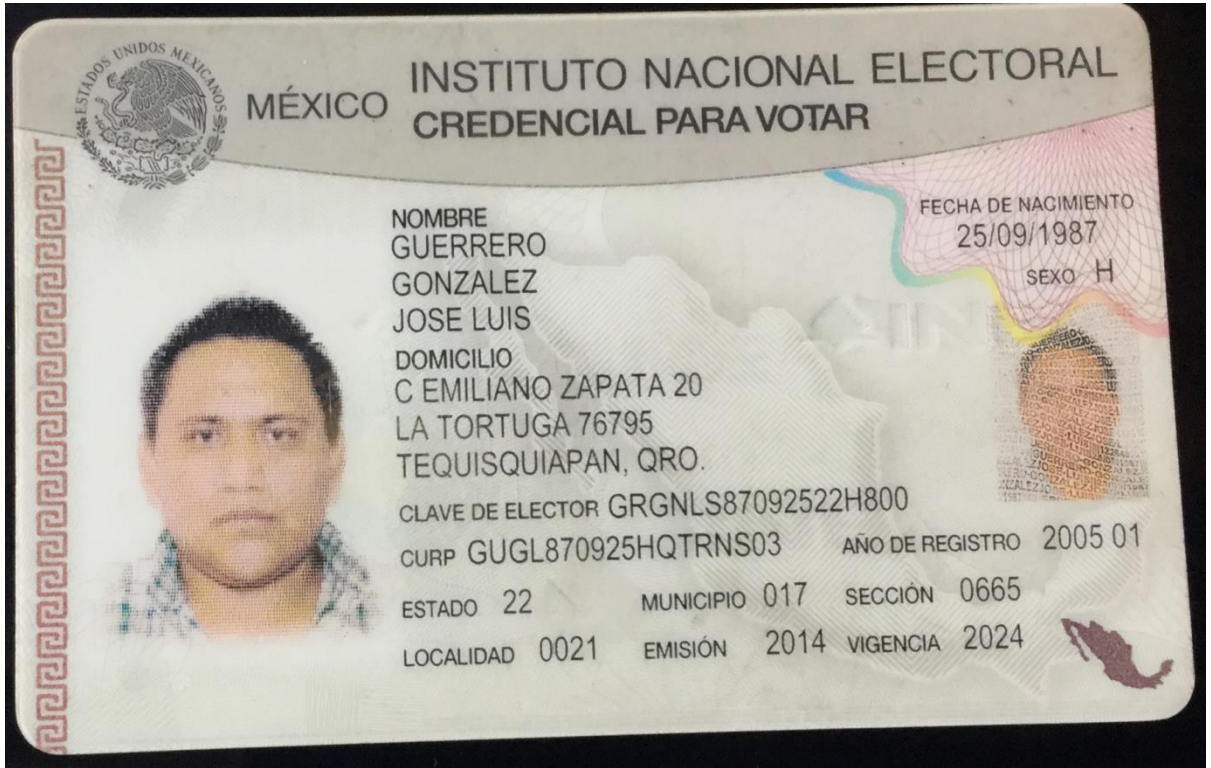 ESTADOS UNIDOS MEXICANOS
MÉXICO
INSTITUTO NACIONAL ELECTORAL
CREDENCIAL PARA VOTAR
NOMBRE
GUERRERO
GONZALEZ
JOSE LUIS
FECHA DE NACIMIENTO
25/09/1987
SEXO H
DOMICILIO
C EMILIANO ZAPATA 20
LA TORTUGA 76795
TEQUISQUIAPAN, QRO.
CLAVE DE ELECTOR GRGNLS87092522H800
CURP GUGL870925HQTRNS03 AÑO DE REGISTRO 2005 01
ESTADO 22 MUNICIPIO 017 SECCIÓN 0665
LOCALIDAD 0021 EMISIÓN 2014 VIGENCIA 2024